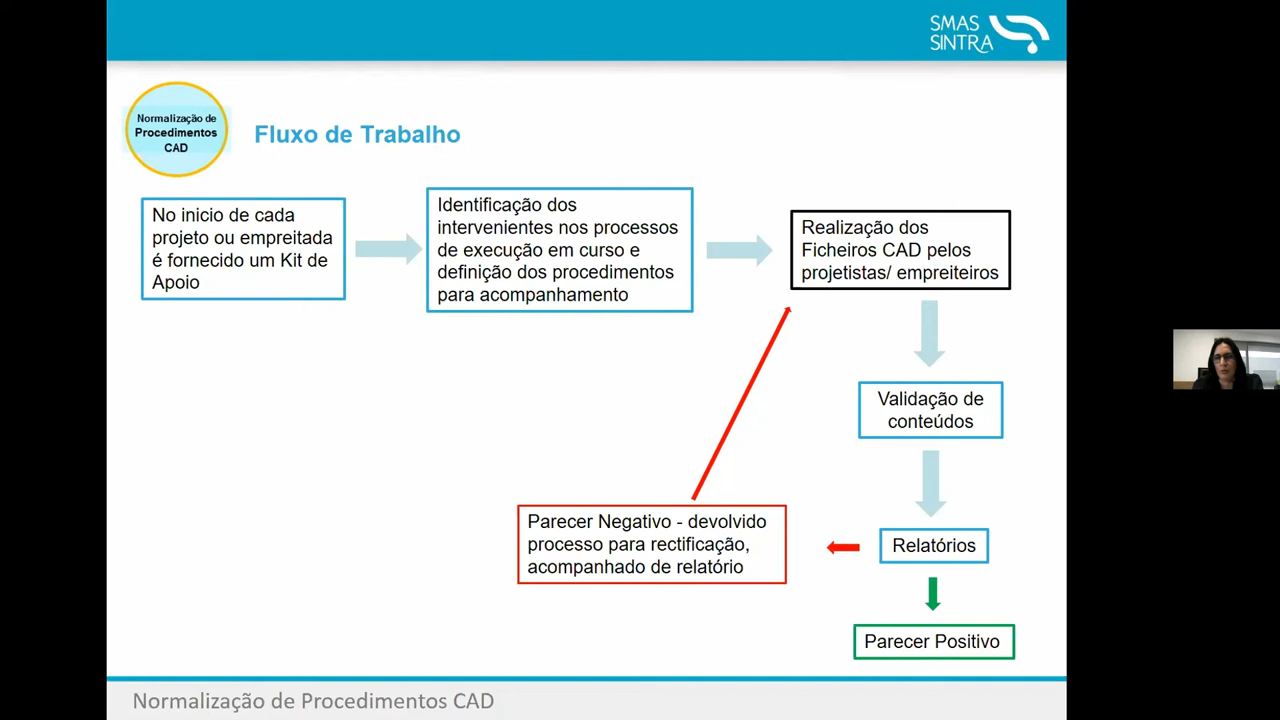 SMAS
SINTRA
Normalização de
Procedimentos
CAD
Fluxo de Trabalho
No inicio de cada
projeto ou empreitada
é fornecido um Kit de
Apoio
Identificação dos
intervenientes nos processos
de execução em curso e
definição dos procedimentos
para acompanhamento
Realização dos
Ficheiros CAD pelos
projetistas/ empreiteiros
Validação de
conteúdos
Parecer Negativo - devolvido
processo para rectificação,
acompanhado de relatório
Relatórios
Parecer Positivo
Normalização de Procedimentos CAD